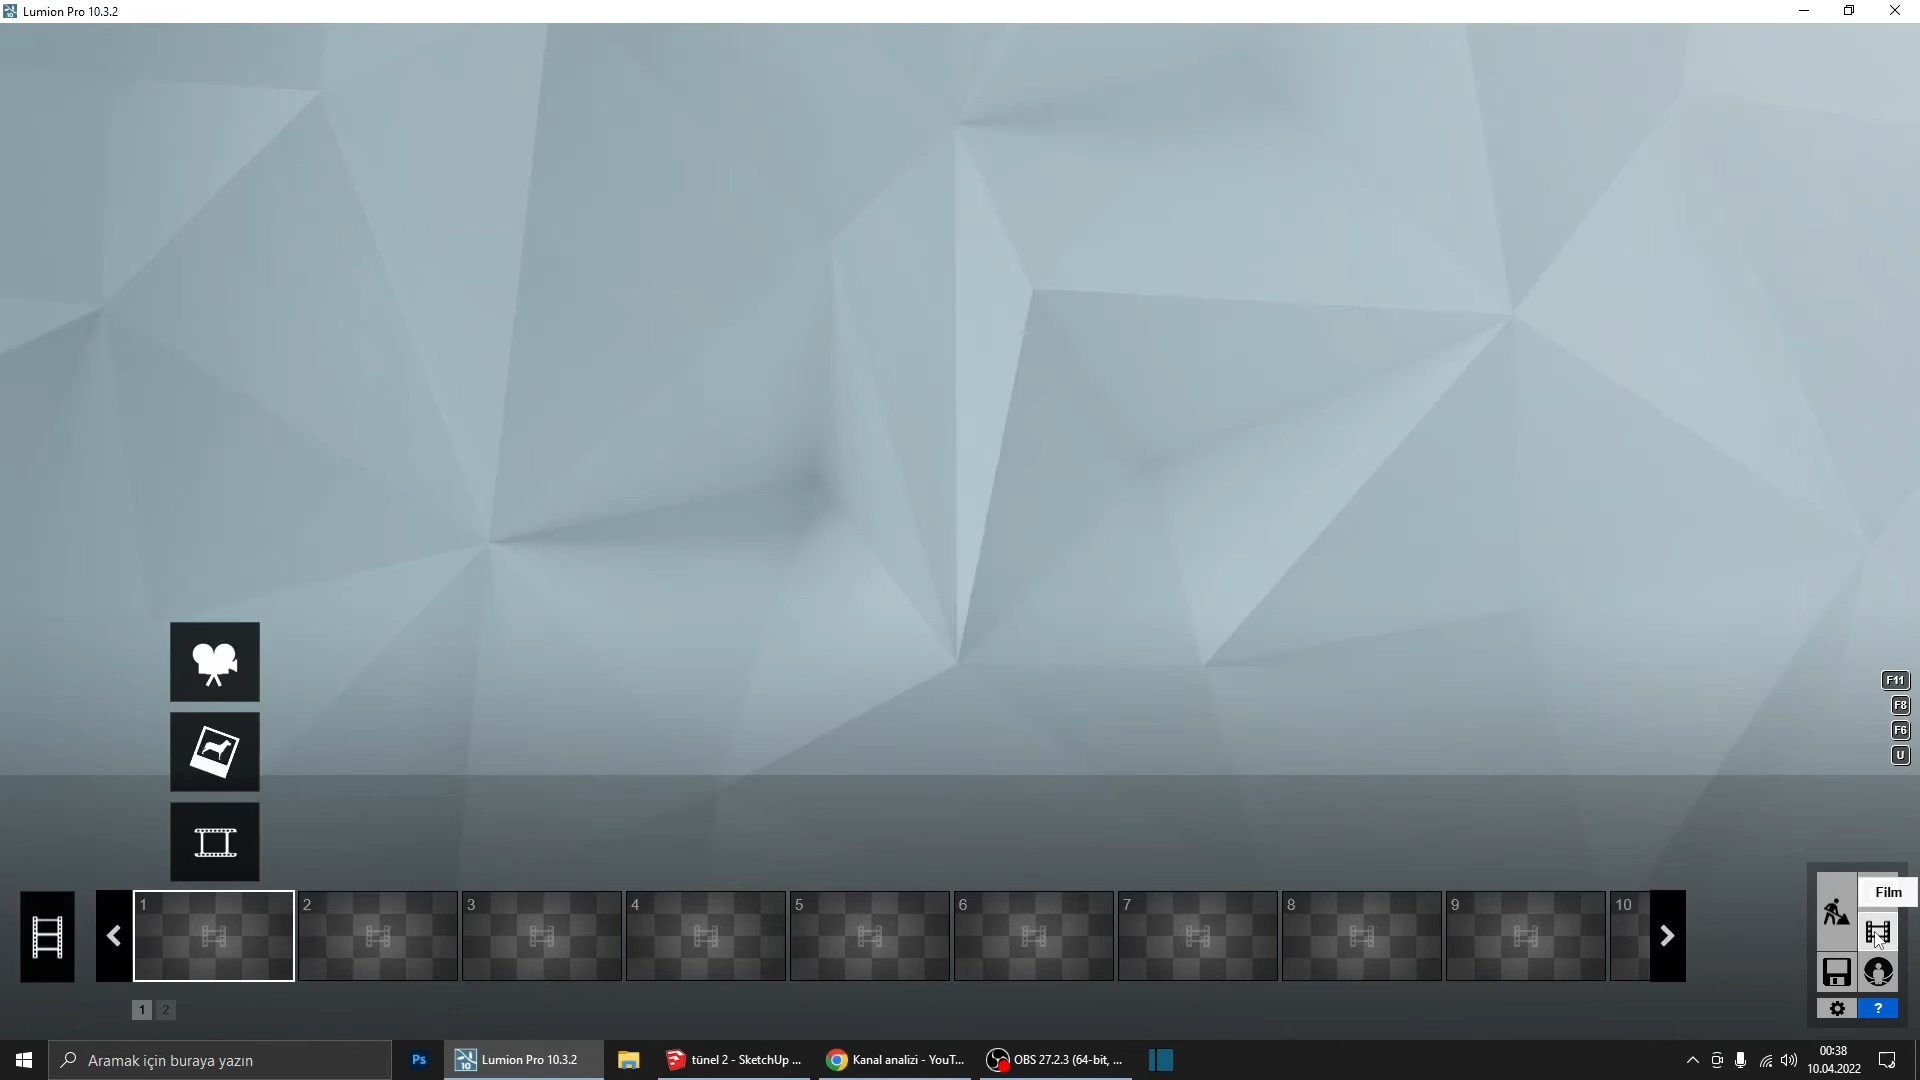 Lumion Pro 10.3.2
F11
F8
F6
U
Film
1
2
3
4
5
6
7
8
9
10
1
2
?
Aramak için buraya yazın
Ps
10
Lumion Pro 10.3.2
tünel 2 - SketchUp ...
Kanal analizi - YouT...
OBS 27.2.3 (64-bit, ...
00:38
10.04.2022